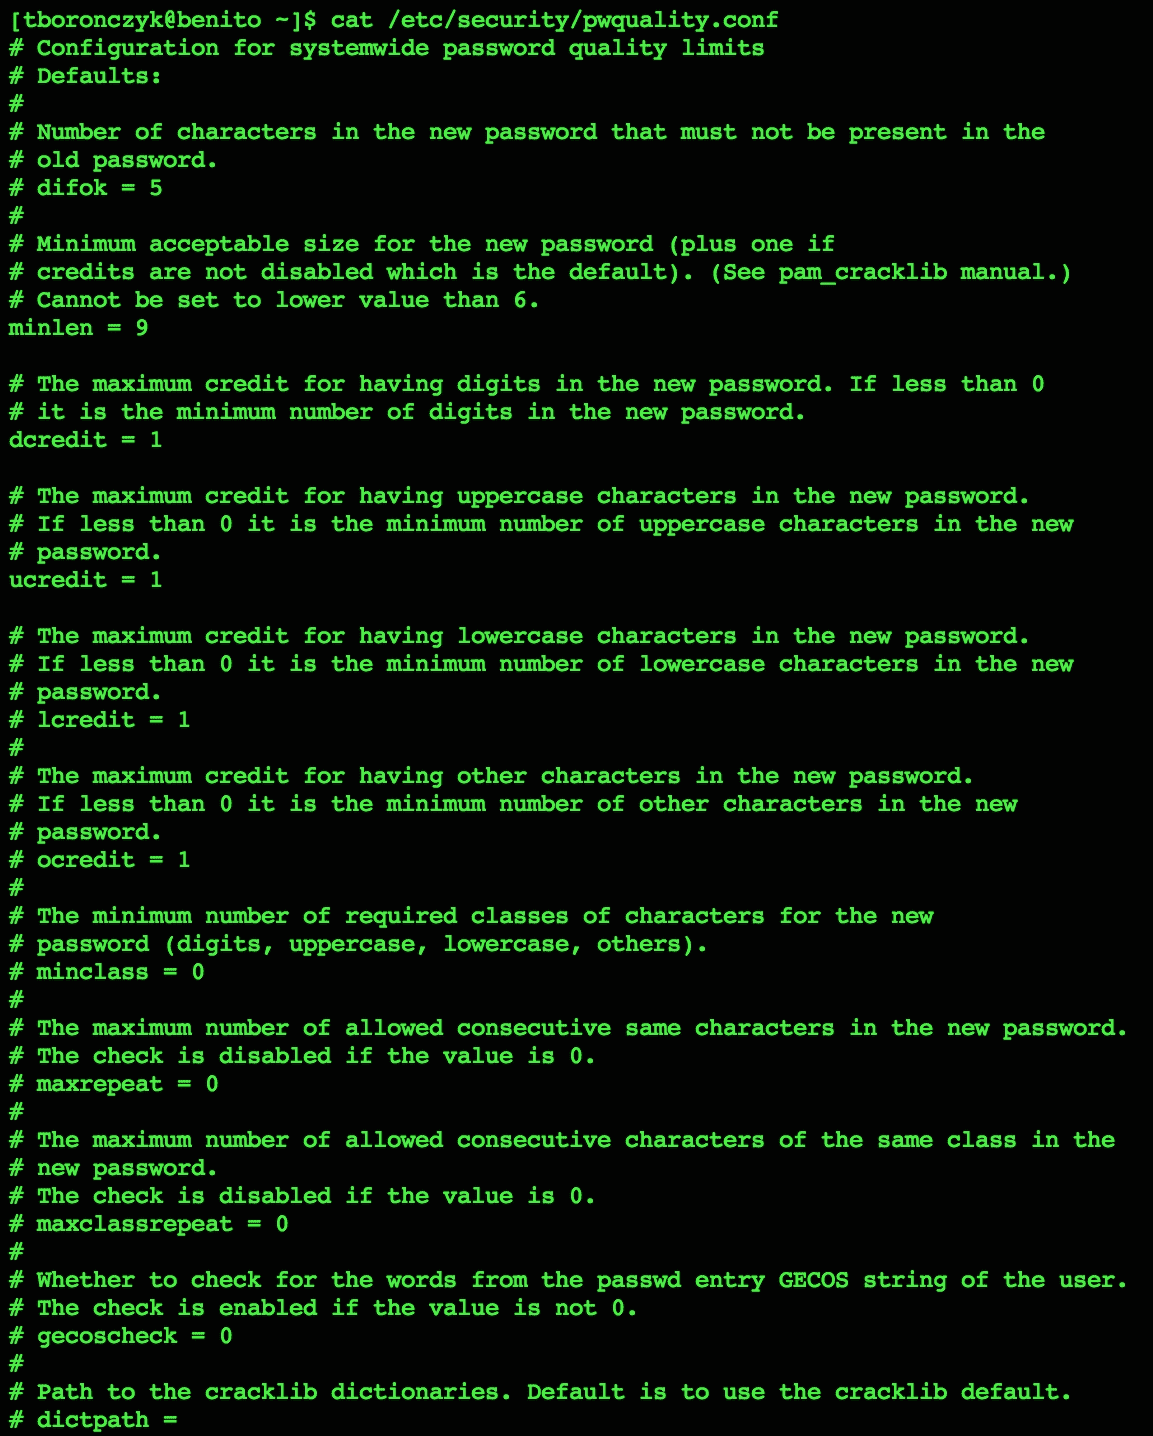 [tboronczyk@benito ~]$ cat /etc/security/pwquality.conf
# Configuration for systemwide password quality limits
# Defaults:
#
# Number of characters in the new password that must not be present in the
# old password.
# difok = 5
#
# Minimum acceptable size for the new password (plus one if
# credits are not disabled which is the default). (See pam_cracklib manual.)
# Cannot be set to lower value than 6.
minlen = 9

# The maximum credit for having digits in the new password. If less than 0
# it is the minimum number of digits in the new password.
dcredit = 1

# The maximum credit for having uppercase characters in the new password.
# If less than 0 it is the minimum number of uppercase characters in the new
# password.
ucredit = 1

# The maximum credit for having lowercase characters in the new password.
# If less than 0 it is the minimum number of lowercase characters in the new
# password.
# lcredit = 1
#
# The maximum credit for having other characters in the new password.
# If less than 0 it is the minimum number of other characters in the new
# password.
# ocredit = 1
#
# The minimum number of required classes of characters for the new
# password (digits, uppercase, lowercase, others).
# minclass = 0
#
# The maximum number of allowed consecutive same characters in the new password.
# The check is disabled if the value is 0.
# maxrepeat = 0
#
# The maximum number of allowed consecutive characters of the same class in the
# new password.
# The check is disabled if the value is 0.
# maxclassrepeat = 0
#
# Whether to check for the words from the passwd entry GECOS string of the user.
# The check is enabled if the value is not 0.
# gecoscheck = 0
#
# Path to the cracklib dictionaries. Default is to use the cracklib default.
# dictpath =